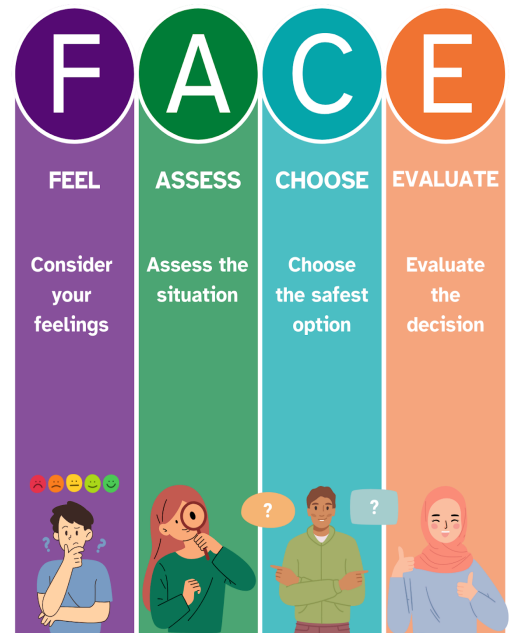 F A C E
FEEL
ASSESS
CHOOSE
EVALUATE
Consider
your
feelings
Assess the
situation
Choose
the safest
option
Evaluate
the
decision
? ?
? ?